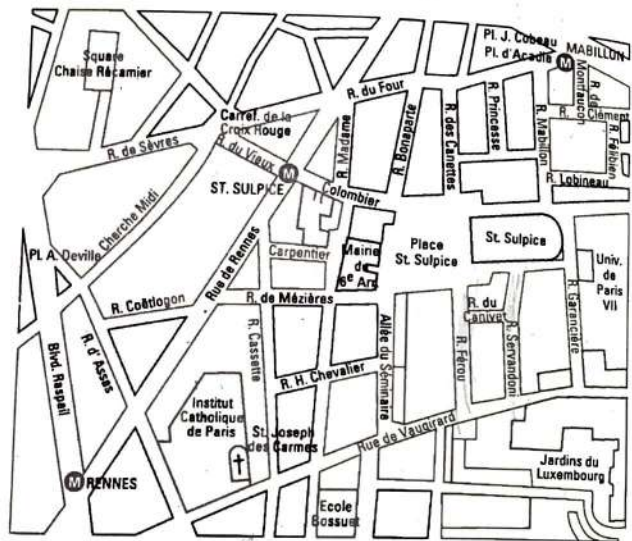 Pl. J. Cobeau
Pl. d'Acadie
MABILLON
M
Square
Chaise Récamier
R. du Four
Carref. de la
Croix Rouge
R. de Sèvres
R. du Vieux
Colombier
M
ST. SULPICE
R. Madame
R. Bonaparte
R. des Canettes
R. Princesse
R. Mabillon
R. de
Montfaucon
R. Clément
R. Félibien
R. Lobineau
Cherche Midi
Pl. A. Deville
Rue de Rennes
Carpentier
Maine
de
6e Arr
Place
St. Sulpice
St. Sulpice
Univ.
de
Paris
VII
R. Coëtlogon
R. de Mézières
R. du
Canivet
R. Garancière
R. Servandoni
R. Férou
Allée du Séminaire
Blvd. Raspail
R. d'Assas
R. Cassette
R. H. Chevalier
Institut
Catholique
de Paris
St. Joseph
des Carmes
Rue de Vaugirard
M RENNES
Ecole
Bossuet
Jardins du
Luxembourg